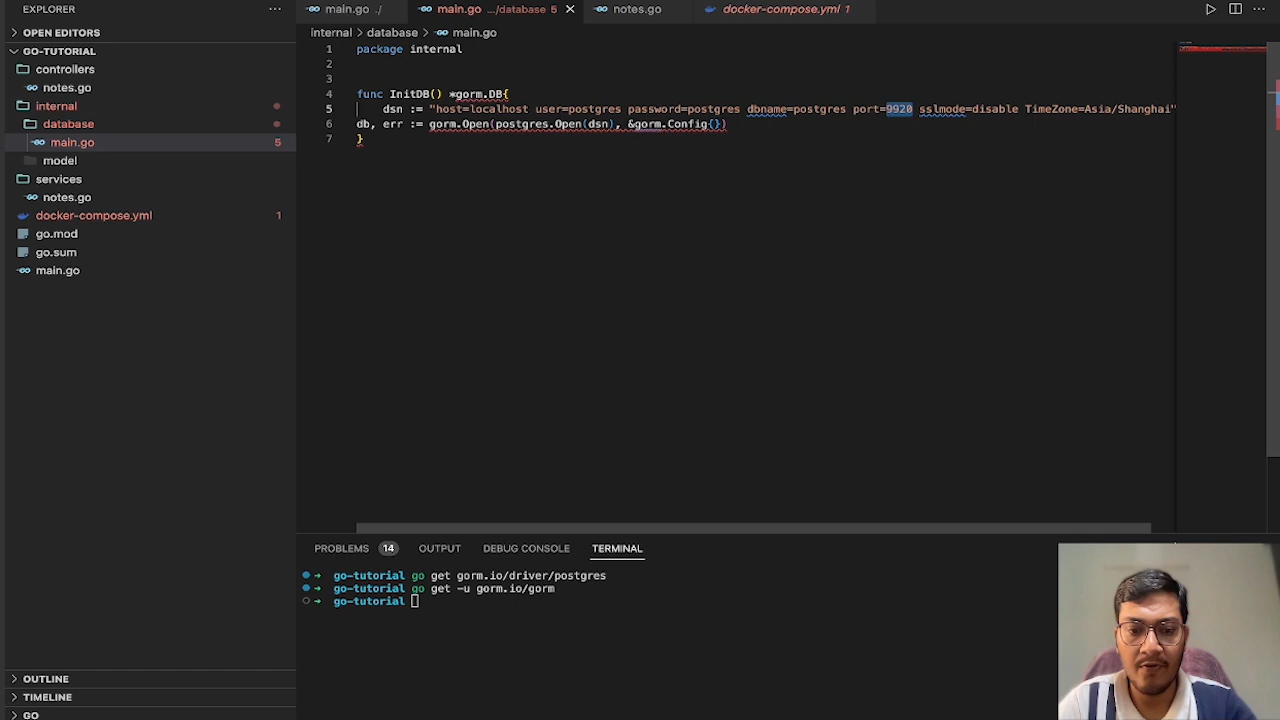 EXPLORER
···
main.go ./
main.go .../database 5
notes.go
docker-compose.yml 1
OPEN EDITORS
GO-TUTORIAL
controllers
notes.go
internal
database
main.go 5
model
services
notes.go
docker-compose.yml 1
go.mod
go.sum
main.go
OUTLINE
TIMELINE
GO
internal > database > main.go
1 package internal
2
3
4 func InitDB() *gorm.DB{
5 dsn := "host=localhost user=postgres password=postgres dbname=postgres port=9920 sslmode=disable TimeZone=Asia/Shanghai"
6 db, err := gorm.Open(postgres.Open(dsn), &gorm.Config{})
7 }
PROBLEMS 14 OUTPUT DEBUG CONSOLE TERMINAL
go-tutorial go get gorm.io/driver/postgres
go-tutorial go get -u gorm.io/gorm
go-tutorial